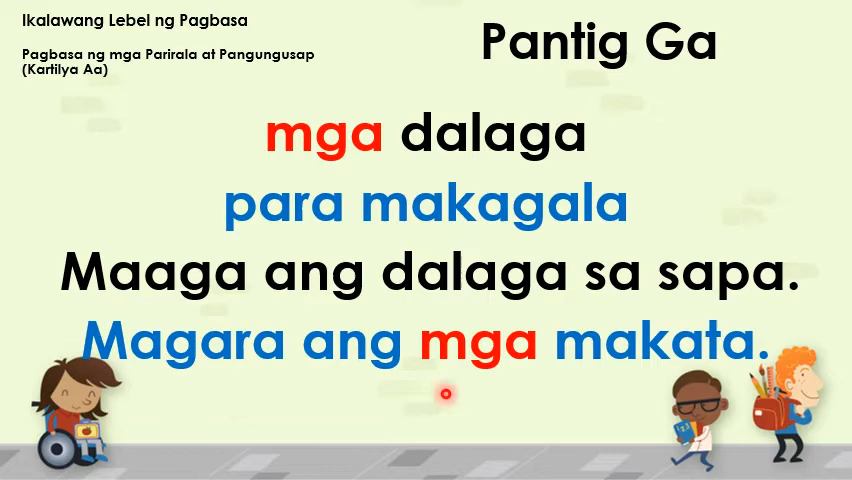 Ikalawang Lebel ng Pagbasa
Pagbasa ng mga Parirala at Pangungusap
(Kartilya Aa)
Pantig Ga
mga dalaga
para makagala
Maaga ang dalaga sa sapa.
Magara ang mga makata.